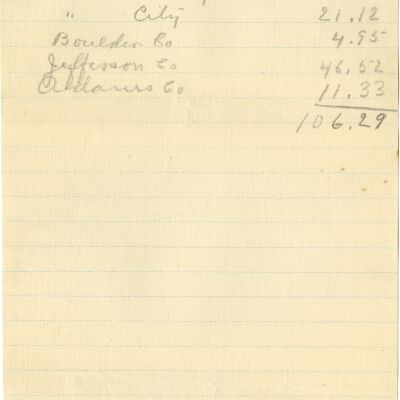 " City 21.12
Boulder Co 4.95
Jefferson Co 46.52
Adams Co 11.33
106.29